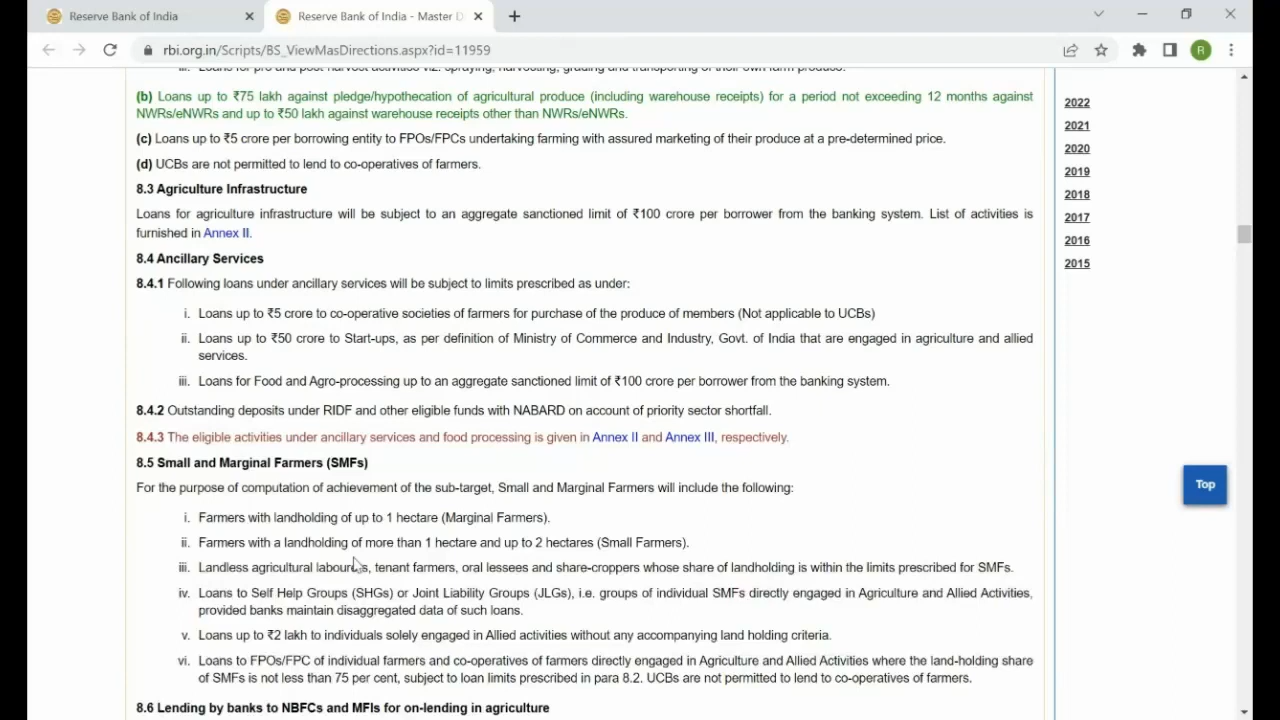 Reserve Bank of India
Reserve Bank of India - Master D
rbi.org.in/Scripts/BS_ViewMasDirections.aspx?id=11959
R
iii. Loans for pre and post-harvest activities viz. spraying, harvesting, grading and transporting of their own farm produce.
(b) Loans up to ₹75 lakh against pledge/hypothecation of agricultural produce (including warehouse receipts) for a period not exceeding 12 months against
NWRs/eNWRs and up to ₹50 lakh against warehouse receipts other than NWRs/eNWRs.
(c) Loans up to ₹5 crore per borrowing entity to FPOs/FPCs undertaking farming with assured marketing of their produce at a pre-determined price.
(d) UCBs are not permitted to lend to co-operatives of farmers.
8.3 Agriculture Infrastructure
Loans for agriculture infrastructure will be subject to an aggregate sanctioned limit of ₹100 crore per borrower from the banking system. List of activities is
furnished in Annex II.
8.4 Ancillary Services
8.4.1 Following loans under ancillary services will be subject to limits prescribed as under:
i. Loans up to ₹5 crore to co-operative societies of farmers for purchase of the produce of members (Not applicable to UCBs)
ii. Loans up to ₹50 crore to Start-ups, as per definition of Ministry of Commerce and Industry, Govt. of India that are engaged in agriculture and allied
services.
iii. Loans for Food and Agro-processing up to an aggregate sanctioned limit of ₹100 crore per borrower from the banking system.
8.4.2 Outstanding deposits under RIDF and other eligible funds with NABARD on account of priority sector shortfall.
8.4.3 The eligible activities under ancillary services and food processing is given in Annex II and Annex III, respectively.
8.5 Small and Marginal Farmers (SMFs)
For the purpose of computation of achievement of the sub-target, Small and Marginal Farmers will include the following:
i. Farmers with landholding of up to 1 hectare (Marginal Farmers).
ii. Farmers with a landholding of more than 1 hectare and up to 2 hectares (Small Farmers).
iii. Landless agricultural labourers, tenant farmers, oral lessees and share-croppers whose share of landholding is within the limits prescribed for SMFs.
iv. Loans to Self Help Groups (SHGs) or Joint Liability Groups (JLGs), i.e. groups of individual SMFs directly engaged in Agriculture and Allied Activities,
provided banks maintain disaggregated data of such loans.
v. Loans up to ₹2 lakh to individuals solely engaged in Allied activities without any accompanying land holding criteria.
vi. Loans to FPOs/FPC of individual farmers and co-operatives of farmers directly engaged in Agriculture and Allied Activities where the land-holding share
of SMFs is not less than 75 per cent, subject to loan limits prescribed in para 8.2. UCBs are not permitted to lend to co-operatives of farmers.
8.6 Lending by banks to NBFCs and MFIs for on-lending in agriculture
2022
2021
2020
2019
2018
2017
2016
2015
Top